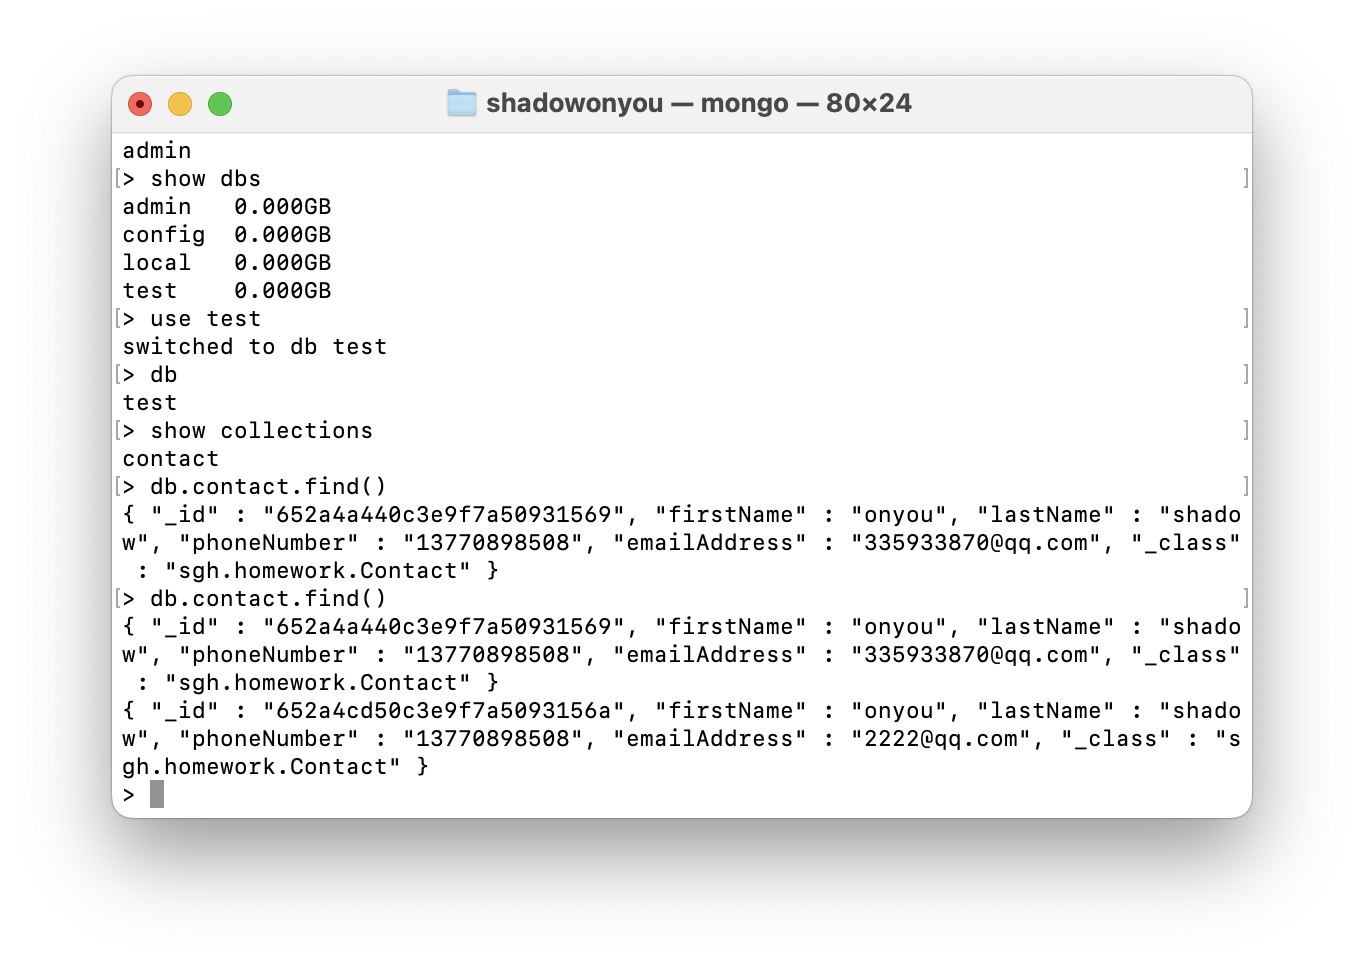 shadowonyou — mongo — 80×24
admin
[> show dbs ]
admin   0.000GB
config  0.000GB
local   0.000GB
test    0.000GB
[> use test ]
switched to db test
[> db ]
test
[> show collections ]
contact
[> db.contact.find() ]
{ "_id" : "652a4a440c3e9f7a50931569", "firstName" : "onyou", "lastName" : "shado
w", "phoneNumber" : "13770898508", "emailAddress" : "335933870@qq.com", "_class"
 : "sgh.homework.Contact" }
[> db.contact.find() ]
{ "_id" : "652a4a440c3e9f7a50931569", "firstName" : "onyou", "lastName" : "shado
w", "phoneNumber" : "13770898508", "emailAddress" : "335933870@qq.com", "_class"
 : "sgh.homework.Contact" }
{ "_id" : "652a4cd50c3e9f7a5093156a", "firstName" : "onyou", "lastName" : "shado
w", "phoneNumber" : "13770898508", "emailAddress" : "2222@qq.com", "_class" : "s
gh.homework.Contact" }
>